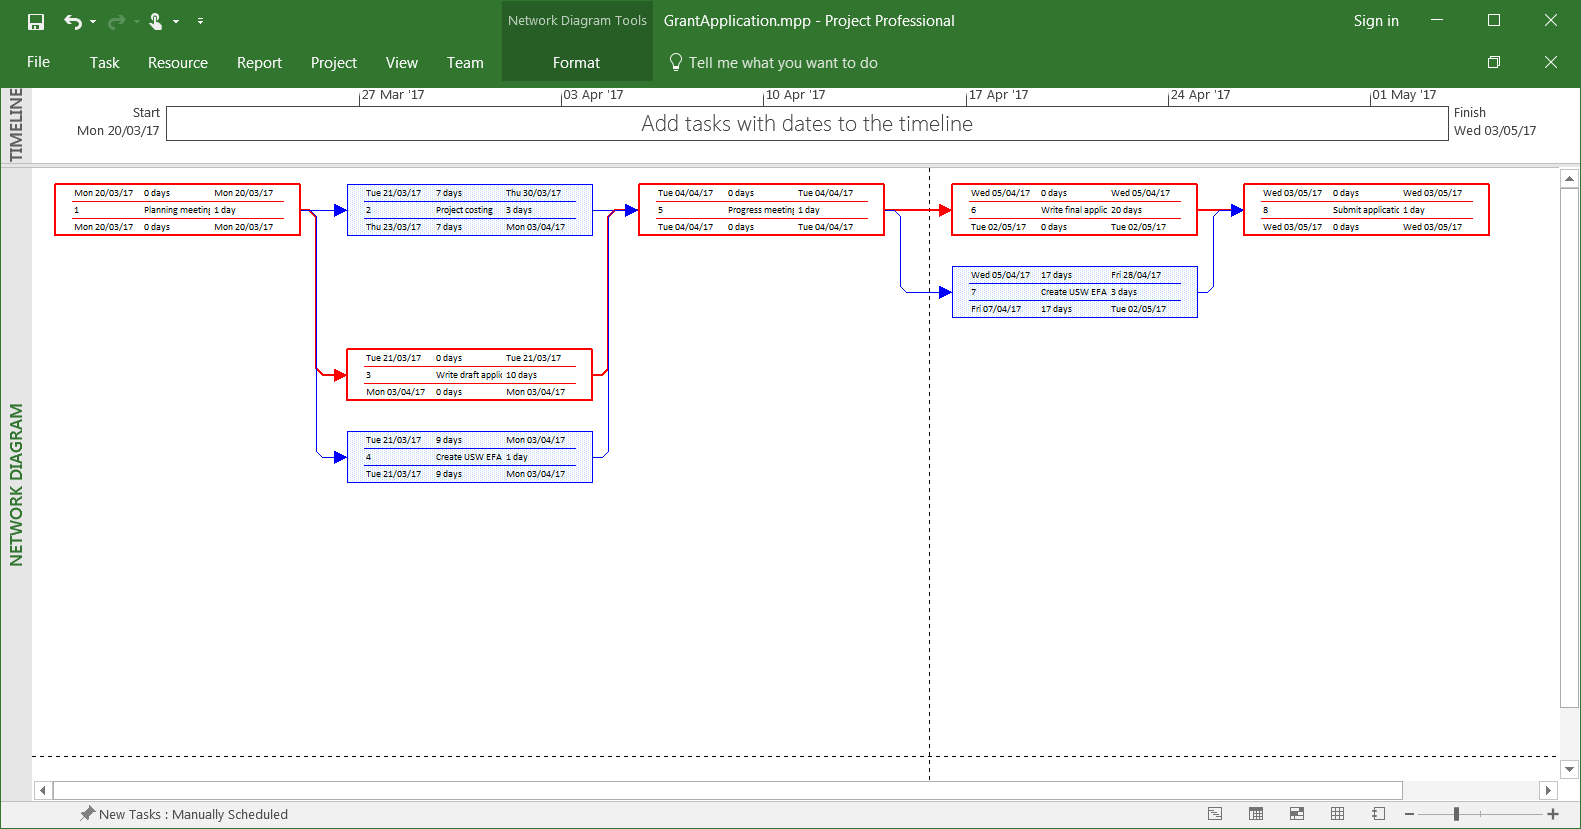 Network Diagram Tools
GrantApplication.mpp - Project Professional
Sign in
File
Task
Resource
Report
Project
View
Team
Format
Tell me what you want to do
TIMELINE
27 Mar '17
03 Apr '17
10 Apr '17
17 Apr '17
24 Apr '17
01 May '17
Start
Mon 20/03/17
Add tasks with dates to the timeline
Finish
Wed 03/05/17
NETWORK DIAGRAM
Mon 20/03/17 0 days Mon 20/03/17
1 Planning meeting 1 day
Mon 20/03/17 0 days Mon 20/03/17
Tue 21/03/17 7 days Thu 30/03/17
2 Project costing 3 days
Thu 23/03/17 7 days Mon 03/04/17
Tue 04/04/17 0 days Tue 04/04/17
5 Progress meeting 1 day
Tue 04/04/17 0 days Tue 04/04/17
Wed 05/04/17 0 days Wed 05/04/17
6 Write final applic 20 days
Tue 02/05/17 0 days Tue 02/05/17
Wed 03/05/17 0 days Wed 03/05/17
8 Submit applicatic 1 day
Wed 03/05/17 0 days Wed 03/05/17
Wed 05/04/17 17 days Fri 28/04/17
7 Create USW EFA 3 days
Fri 07/04/17 17 days Tue 02/05/17
Tue 21/03/17 0 days Tue 21/03/17
3 Write draft applic 10 days
Mon 03/04/17 0 days Mon 03/04/17
Tue 21/03/17 9 days Mon 03/04/17
4 Create USW EFA 1 day
Tue 21/03/17 9 days Mon 03/04/17
New Tasks : Manually Scheduled